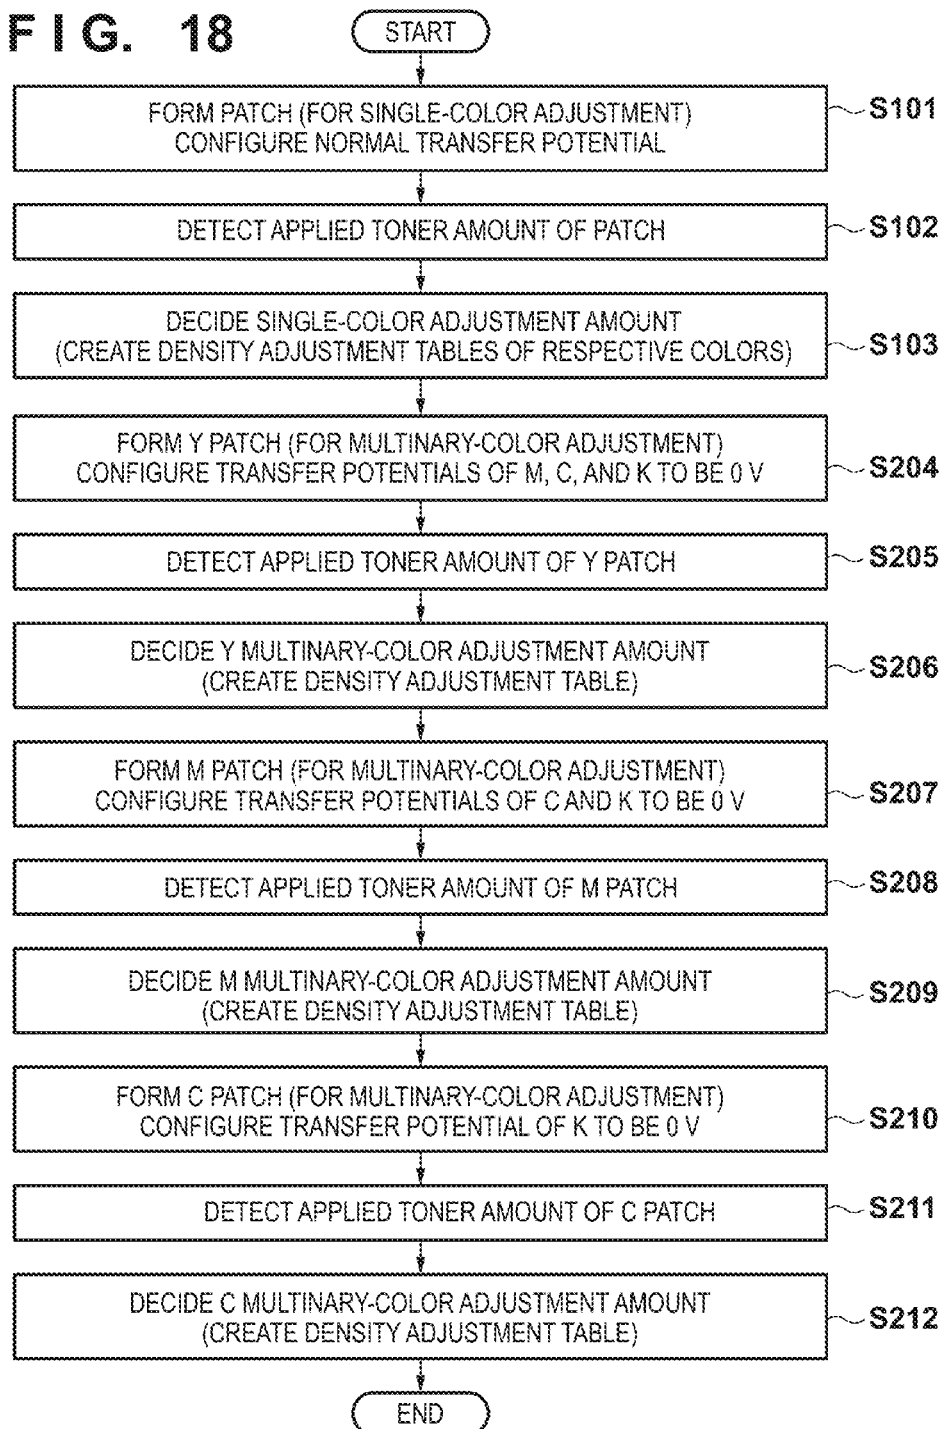 FIG. 18
START
FORM PATCH (FOR SINGLE-COLOR ADJUSTMENT)
CONFIGURE NORMAL TRANSFER POTENTIAL
S101
DETECT APPLIED TONER AMOUNT OF PATCH
S102
DECIDE SINGLE-COLOR ADJUSTMENT AMOUNT
(CREATE DENSITY ADJUSTMENT TABLES OF RESPECTIVE COLORS)
S103
FORM Y PATCH (FOR MULTINARY-COLOR ADJUSTMENT)
CONFIGURE TRANSFER POTENTIALS OF M, C, AND K TO BE 0 V
S204
DETECT APPLIED TONER AMOUNT OF Y PATCH
S205
DECIDE Y MULTINARY-COLOR ADJUSTMENT AMOUNT
(CREATE DENSITY ADJUSTMENT TABLE)
S206
FORM M PATCH (FOR MULTINARY-COLOR ADJUSTMENT)
CONFIGURE TRANSFER POTENTIALS OF C AND K TO BE 0 V
S207
DETECT APPLIED TONER AMOUNT OF M PATCH
S208
DECIDE M MULTINARY-COLOR ADJUSTMENT AMOUNT
(CREATE DENSITY ADJUSTMENT TABLE)
S209
FORM C PATCH (FOR MULTINARY-COLOR ADJUSTMENT)
CONFIGURE TRANSFER POTENTIAL OF K TO BE 0 V
S210
DETECT APPLIED TONER AMOUNT OF C PATCH
S211
DECIDE C MULTINARY-COLOR ADJUSTMENT AMOUNT
(CREATE DENSITY ADJUSTMENT TABLE)
S212
END